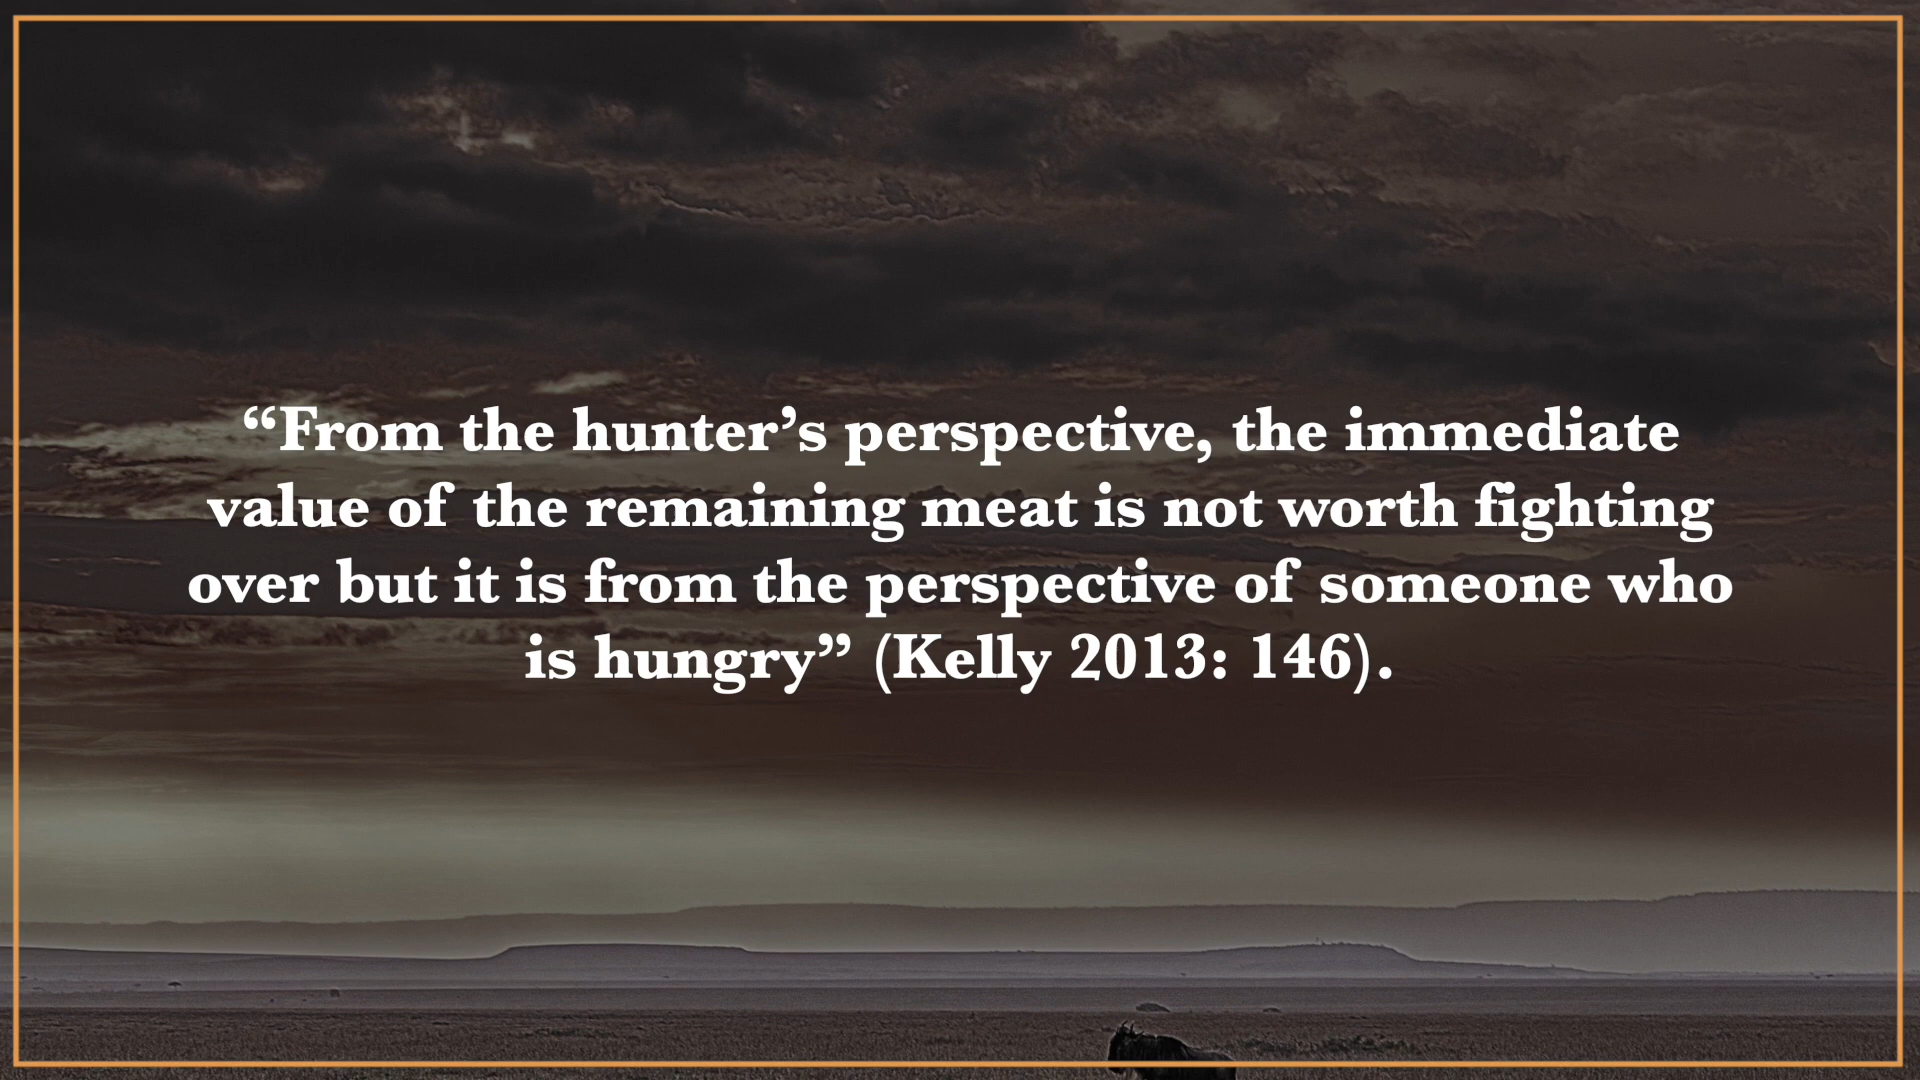 “From the hunter’s perspective, the immediate
value of the remaining meat is not worth fighting
over but it is from the perspective of someone who
is hungry” (Kelly 2013: 146).